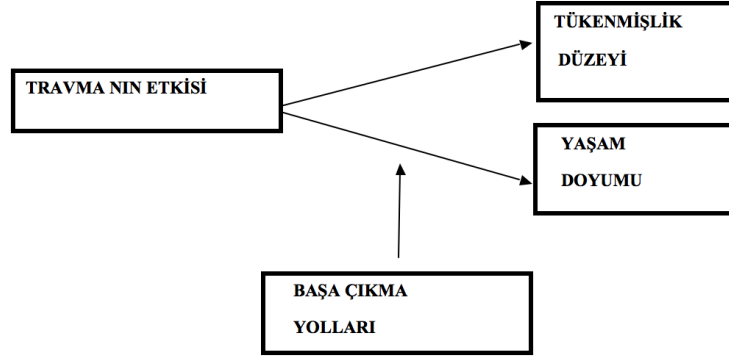 TÜKENMİŞLİK
DÜZEYİ
TRAVMA NIN ETKİSİ
YAŞAM
DOYUMU
BAŞA ÇIKMA
YOLLARI